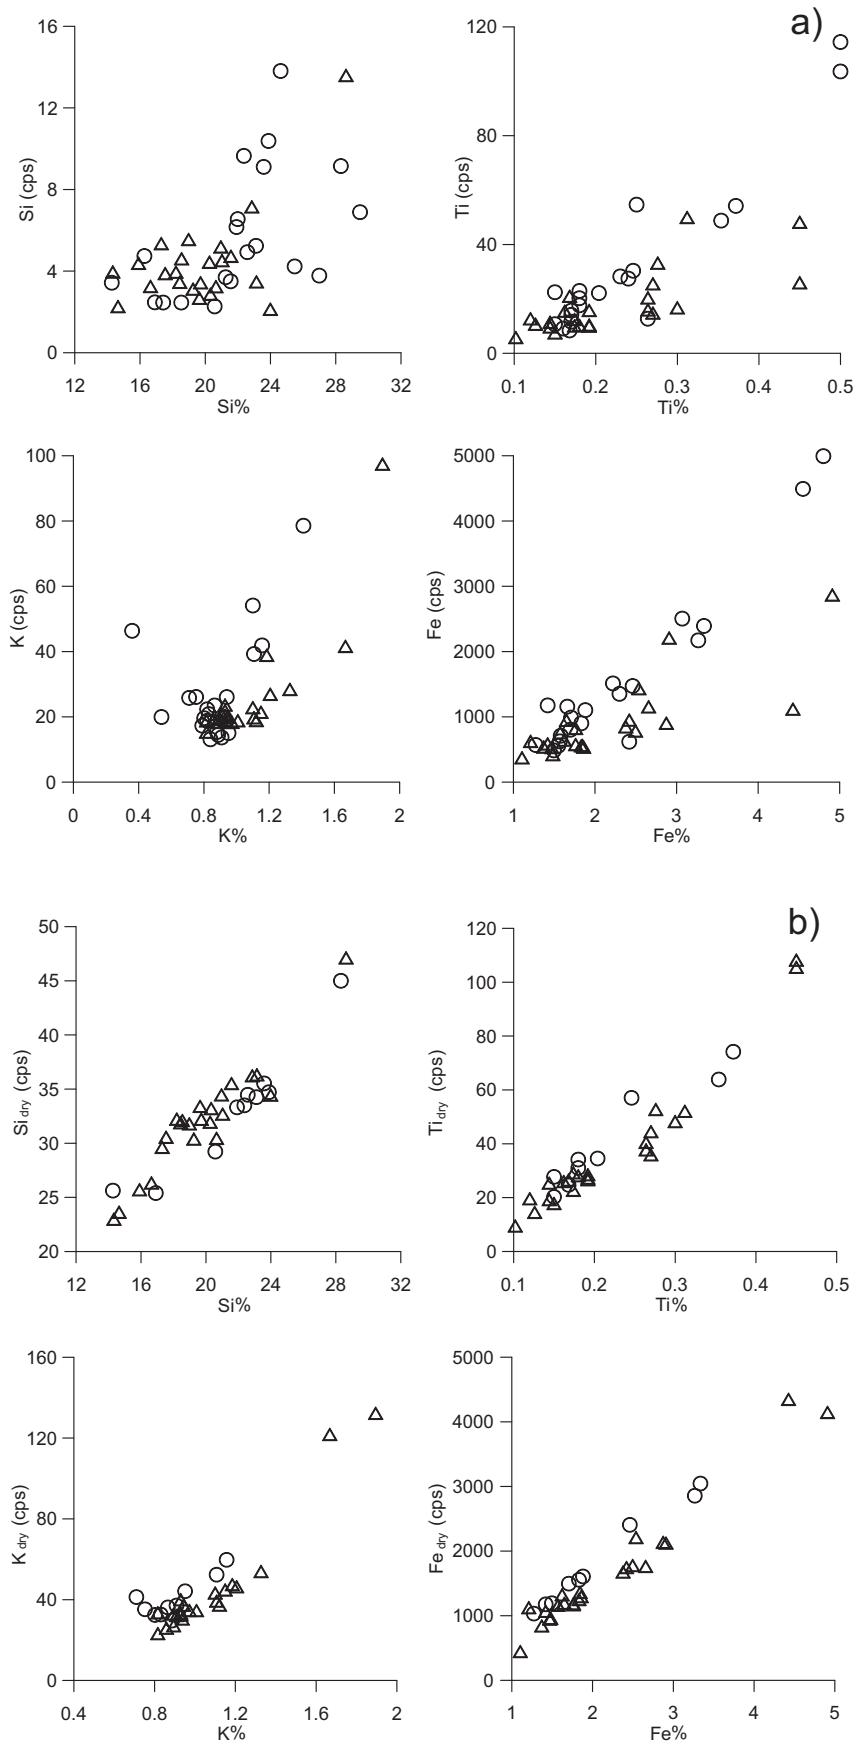 a)
16
12
8
4
0
Si (cps)
12 16 20 24 28 32
Si%
120
80
40
0
Ti (cps)
0.1 0.2 0.3 0.4 0.5
Ti%
100
80
60
40
20
0
K (cps)
0 0.4 0.8 1.2 1.6 2
K%
5000
4000
3000
2000
1000
0
Fe (cps)
1 2 3 4 5
Fe%
b)
50
45
40
35
30
25
20
Si dry (cps)
12 16 20 24 28 32
Si%
120
100
80
60
40
20
0
Ti dry (cps)
0.1 0.2 0.3 0.4 0.5
Ti%
160
120
80
40
0
K dry (cps)
0.4 0.8 1.2 1.6 2
K%
5000
4000
3000
2000
1000
0
Fe dry (cps)
1 2 3 4 5
Fe%